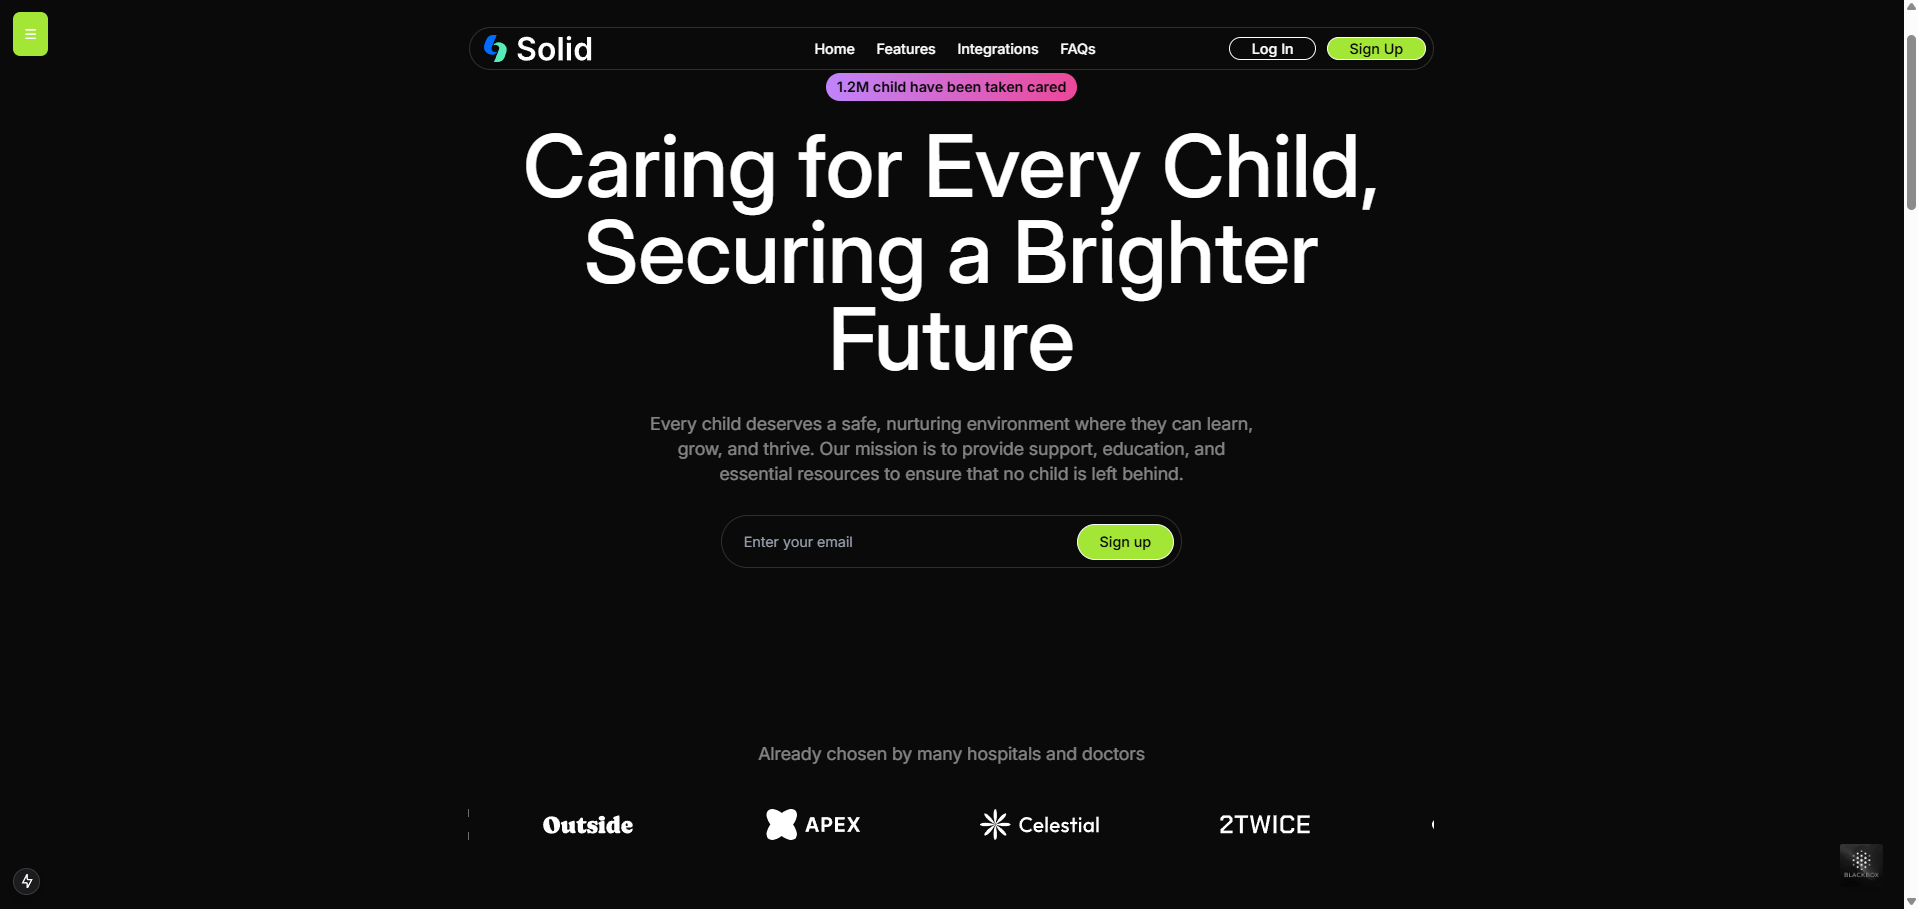 Solid
Home Features Integrations FAQs
Log In Sign Up
1.2M child have been taken cared
Caring for Every Child,
Securing a Brighter
Future
Every child deserves a safe, nurturing environment where they can learn,
grow, and thrive. Our mission is to provide support, education, and
essential resources to ensure that no child is left behind.
Enter your email Sign up
Already chosen by many hospitals and doctors
Outside APEX Celestial 2TWICE
BLACKBOX